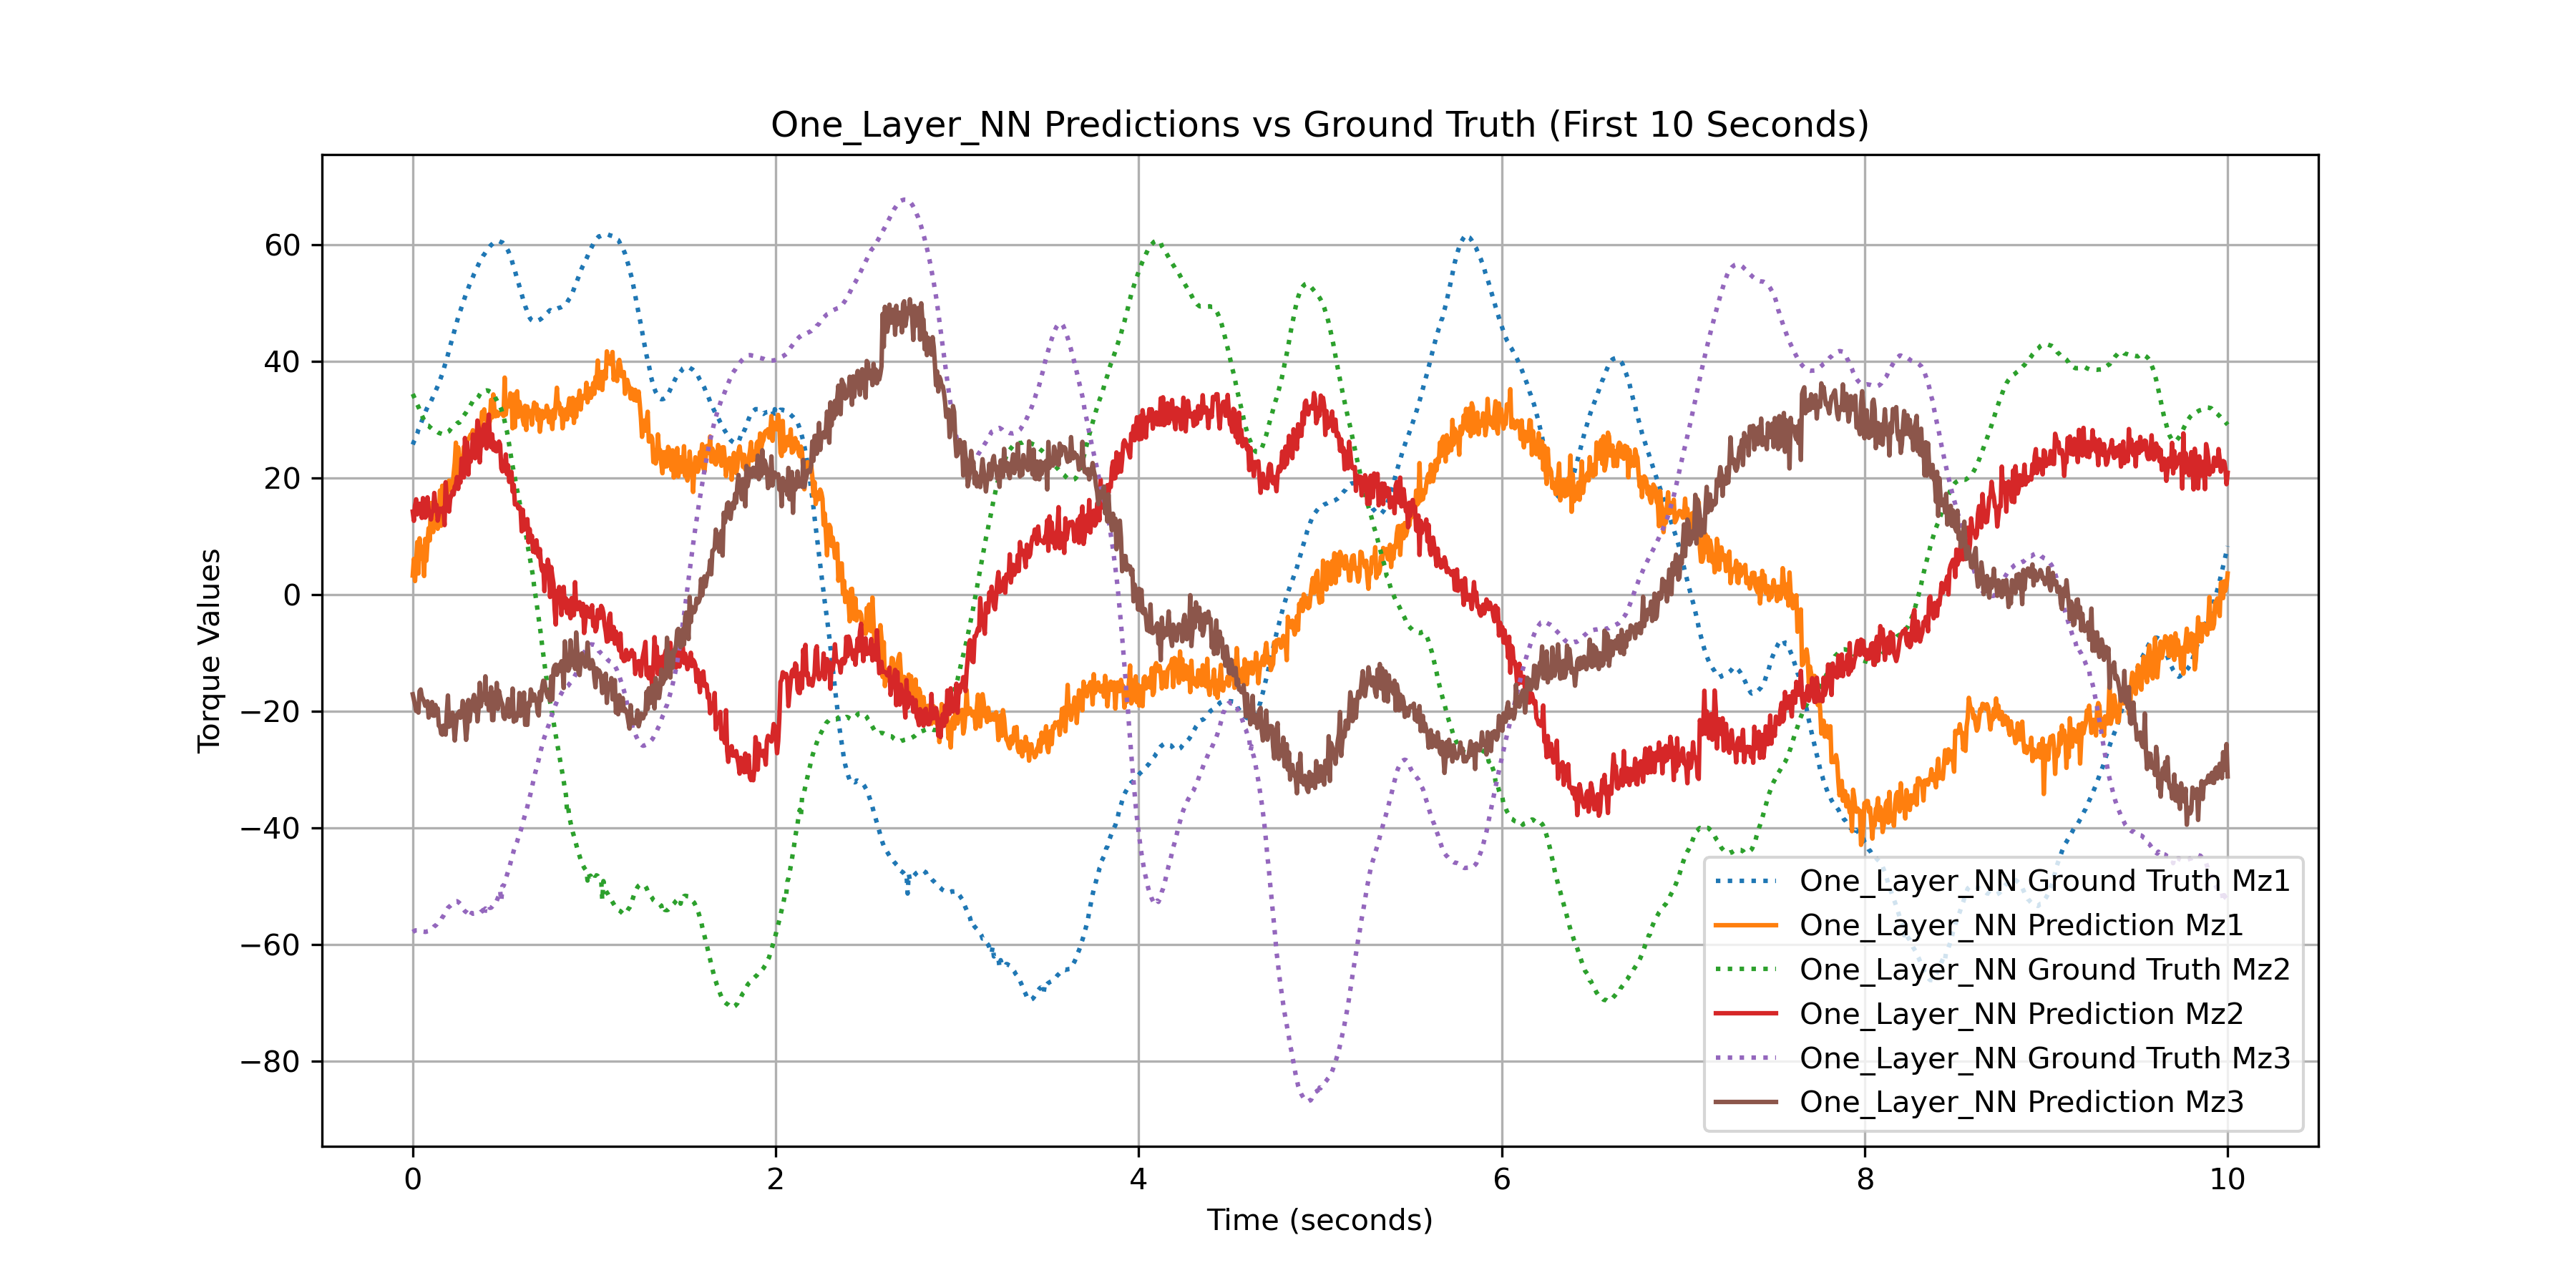 One_Layer_NN Predictions vs Ground Truth (First 10 Seconds)
Torque Values
60
40
20
0
−20
−40
−60
−80
One_Layer_NN Ground Truth Mz1
One_Layer_NN Prediction Mz1
One_Layer_NN Ground Truth Mz2
One_Layer_NN Prediction Mz2
One_Layer_NN Ground Truth Mz3
One_Layer_NN Prediction Mz3
0 2 4 6 8 10
Time (seconds)